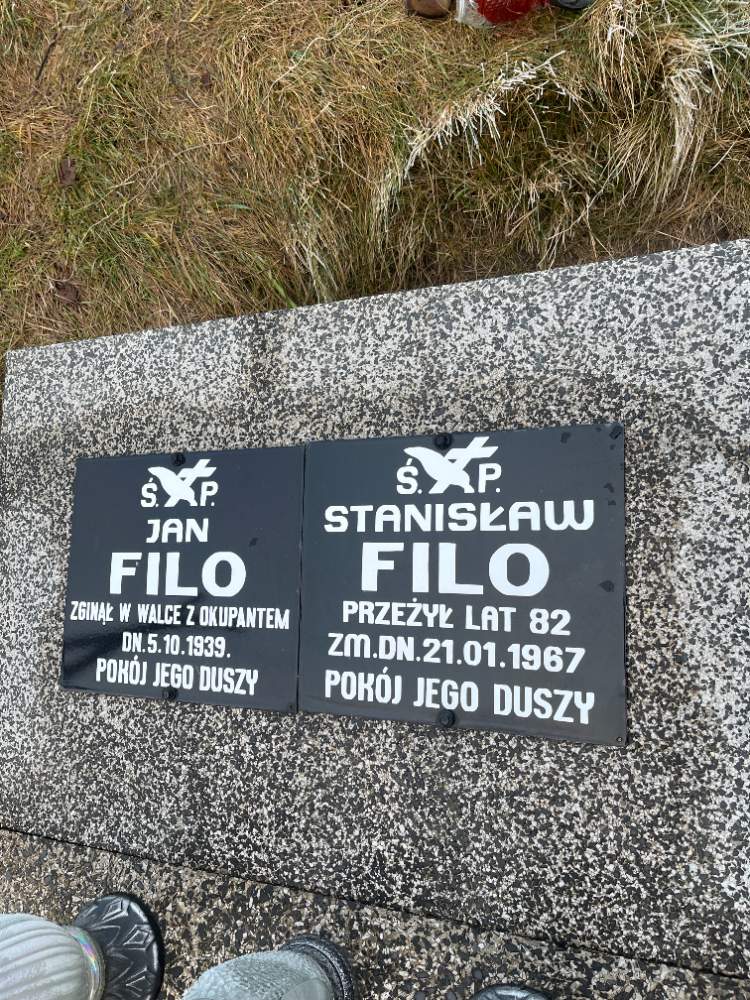 Ś. P.
JAN
FILO
ZGINĄŁ W WALCE Z OKUPANTEM
DN.5.10.1939.
POKÓJ JEGO DUSZY
Ś. P.
STANISŁAW
FILO
PRZEŻYŁ LAT 82
ZM.DN.21.01.1967
POKÓJ JEGO DUSZY